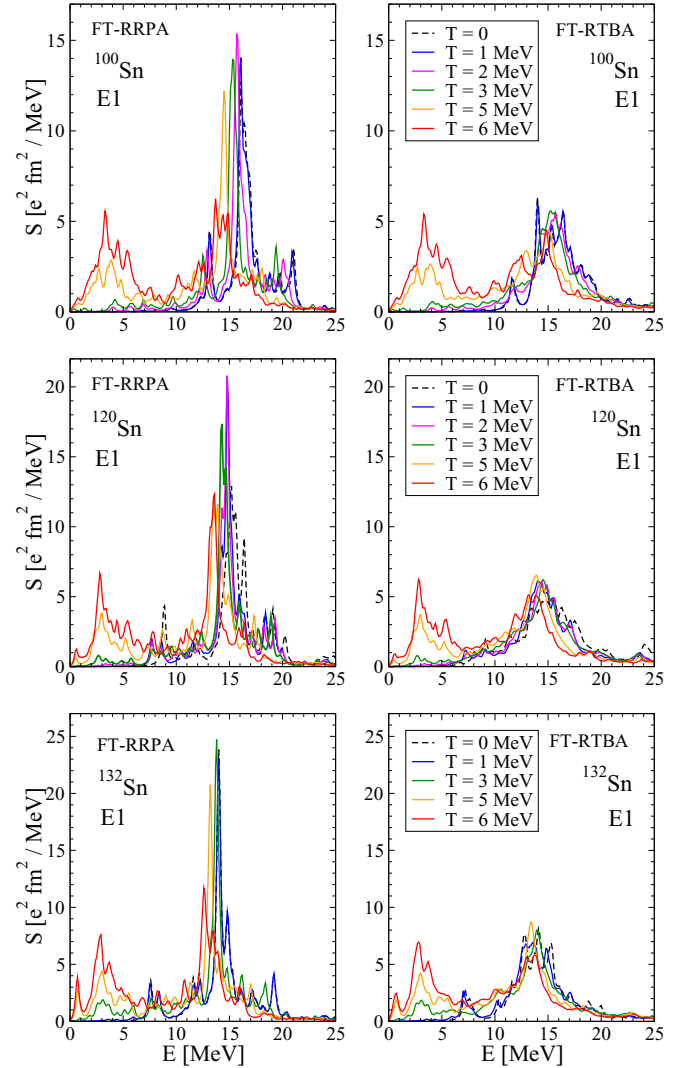 FT-RRPA
¹⁰⁰Sn
E1
S [e² fm² / MeV]
0
5
10
15
0 5 10 15 20 25
FT-RTBA
¹⁰⁰Sn
E1
T = 0
T = 1 MeV
T = 2 MeV
T = 3 MeV
T = 5 MeV
T = 6 MeV
0
5
10
15
0 5 10 15 20 25
FT-RRPA
¹²⁰Sn
E1
S [e² fm² / MeV]
0
5
10
15
20
0 5 10 15 20 25
FT-RTBA
¹²⁰Sn
E1
T = 0
T = 1 MeV
T = 2 MeV
T = 3 MeV
T = 5 MeV
T = 6 MeV
0
5
10
15
20
0 5 10 15 20 25
FT-RRPA
¹³²Sn
E1
S [e² fm² / MeV]
0
5
10
15
20
25
0 5 10 15 20 25
E [MeV]
FT-RTBA
¹³²Sn
E1
T = 0 MeV
T = 1 MeV
T = 3 MeV
T = 5 MeV
T = 6 MeV
0
5
10
15
20
25
0 5 10 15 20 25
E [MeV]